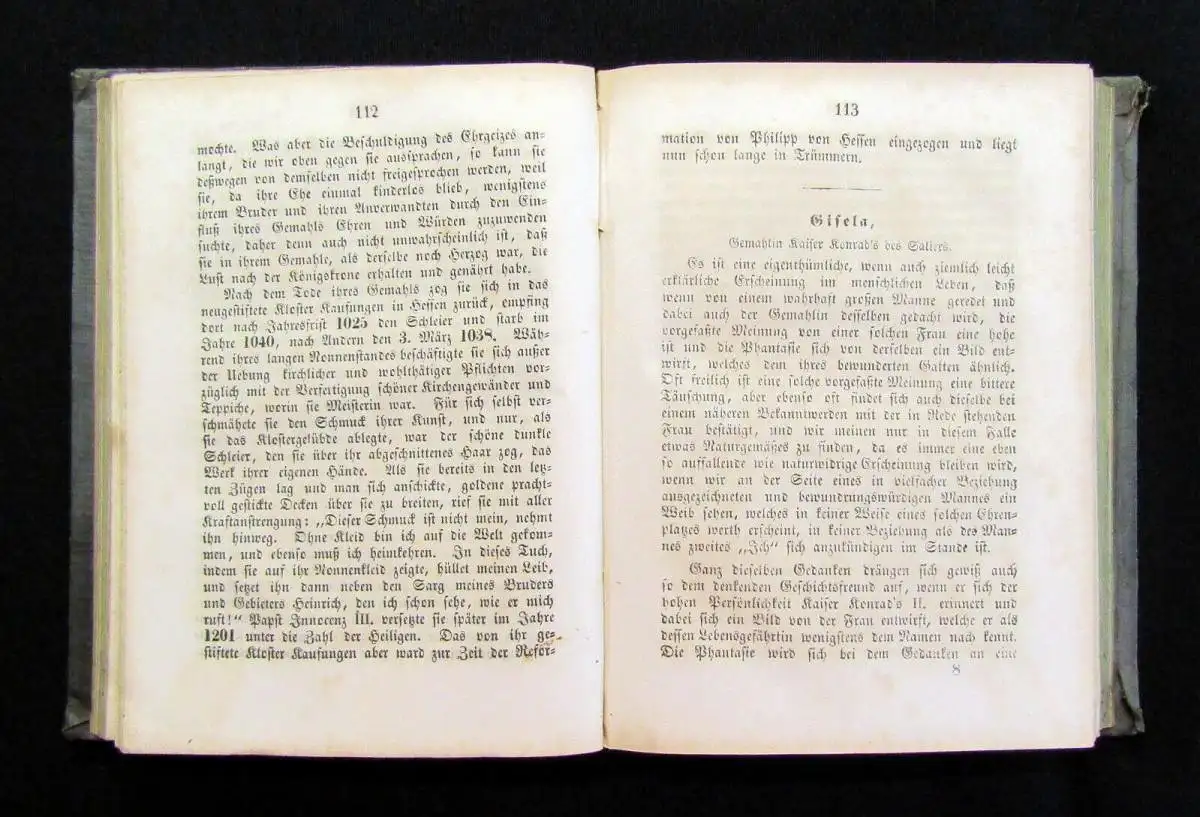 112
mochte. Was aber die Beschuldigung des Ehrgeizes an-
langt, die wir oben gegen sie aussprachen, so kann sie
deßwegen von demselben nicht freigesprochen werden, weil
sie, da ihre Ehe einmal kinderlos blieb, wenigstens
ihrem Bruder und ihren Anverwandten durch den Ein-
fluß ihres Gemahls Ehren und Würden zuzuwenden
suchte, daher denn auch nicht unwahrscheinlich ist, daß
sie in ihrem Gemahle, als derselbe noch Herzog war, die
Lust nach der Königskrone erhalten und genährt habe.
Nach dem Tode ihres Gemahls zog sie sich in das
neugestiftete Kloster Kaufungen in Hessen zurück, empfing
dort nach Jahresfrist 1025 den Schleier und starb im
Jahre 1040, nach Andern den 3. März 1038. Wäh-
rend ihres langen Nonnenstandes beschäftigte sie sich außer
der Uebung kirchlicher und wohlthätiger Pflichten vor-
züglich mit der Verfertigung schöner Kirchengewänder und
Teppiche, worin sie Meisterin war. Für sich selbst ver-
schmähete sie den Schmuck ihrer Kunst, und nur, als
sie das Klostergelübde ablegte, war der schöne dunkle
Schleier, den sie über ihr abgeschnittenes Haar zog, das
Werk ihrer eigenen Hände. Als sie bereits in den letz-
ten Zügen lag und man sich anschickte, goldene pracht-
voll gestickte Decken über sie zu breiten, rief sie mit aller
Kraftanstrengung: „Dieser Schmuck ist nicht mein, nehmt
ihn hinweg. Ohne Kleid bin ich auf die Welt gekom-
men, und ebenso muß ich heimkehren. In dieses Tuch,
indem sie auf ihr Nonnenkleid zeigte, hüllet meinen Leib,
und setzet ihn dann neben den Sarg meines Bruders
und Gebieters Heinrich, den ich schon sehe, wie er mich
ruft!“ Papst Innocenz III. versetzte sie später im Jahre
1201 unter die Zahl der Heiligen. Das von ihr ge-
stiftete Kloster Kaufungen aber ward zur Zeit der Refor-
113
mation von Philipp von Hessen eingezogen und liegt
nun schon lange in Trümmern.
Gisela,
Gemahlin Kaiser Konrad's des Saliers.
Es ist eine eigenthümliche, wenn auch ziemlich leicht
erklärliche Erscheinung im menschlichen Leben, daß
wenn von einem wahrhaft großen Manne geredet und
dabei auch der Gemahlin desselben gedacht wird, die
vorgefaßte Meinung von einer solchen Frau eine hohe
ist und die Phantasie sich von derselben ein Bild ent-
wirft, welches dem ihres bewunderten Gatten ähnlich.
Oft freilich ist eine solche vorgefaßte Meinung eine bittere
Täuschung, aber ebenso oft findet sich auch dieselbe bei
einem näheren Bekanntwerden mit der in Rede stehenden
Frau bestätigt, und wir meinen nur in diesem Falle
etwas Naturgemäßes zu finden, da es immer eine eben
so auffallende wie naturwidrige Erscheinung bleiben wird,
wenn wir an der Seite eines in vielfacher Beziehung
ausgezeichneten und bewundrungswürdigen Mannes ein
Weib sehen, welches in keiner Weise eines solchen Ehren-
platzes werth erscheint, in keiner Beziehung als des Man-
nes zweites „Ich“ sich anzukündigen im Stande ist.
Ganz dieselben Gedanken drängen sich gewiß auch
so dem denkenden Geschichtsfreund auf, wenn er sich der
hohen Persönlichkeit Kaiser Konrad's II. erinnert und
dabei sich ein Bild von der Frau entwirft, welche er als
dessen Lebensgefährtin wenigstens dem Namen nach kennt.
Die Phantasie wird sich bei dem Gedanken an eine
8